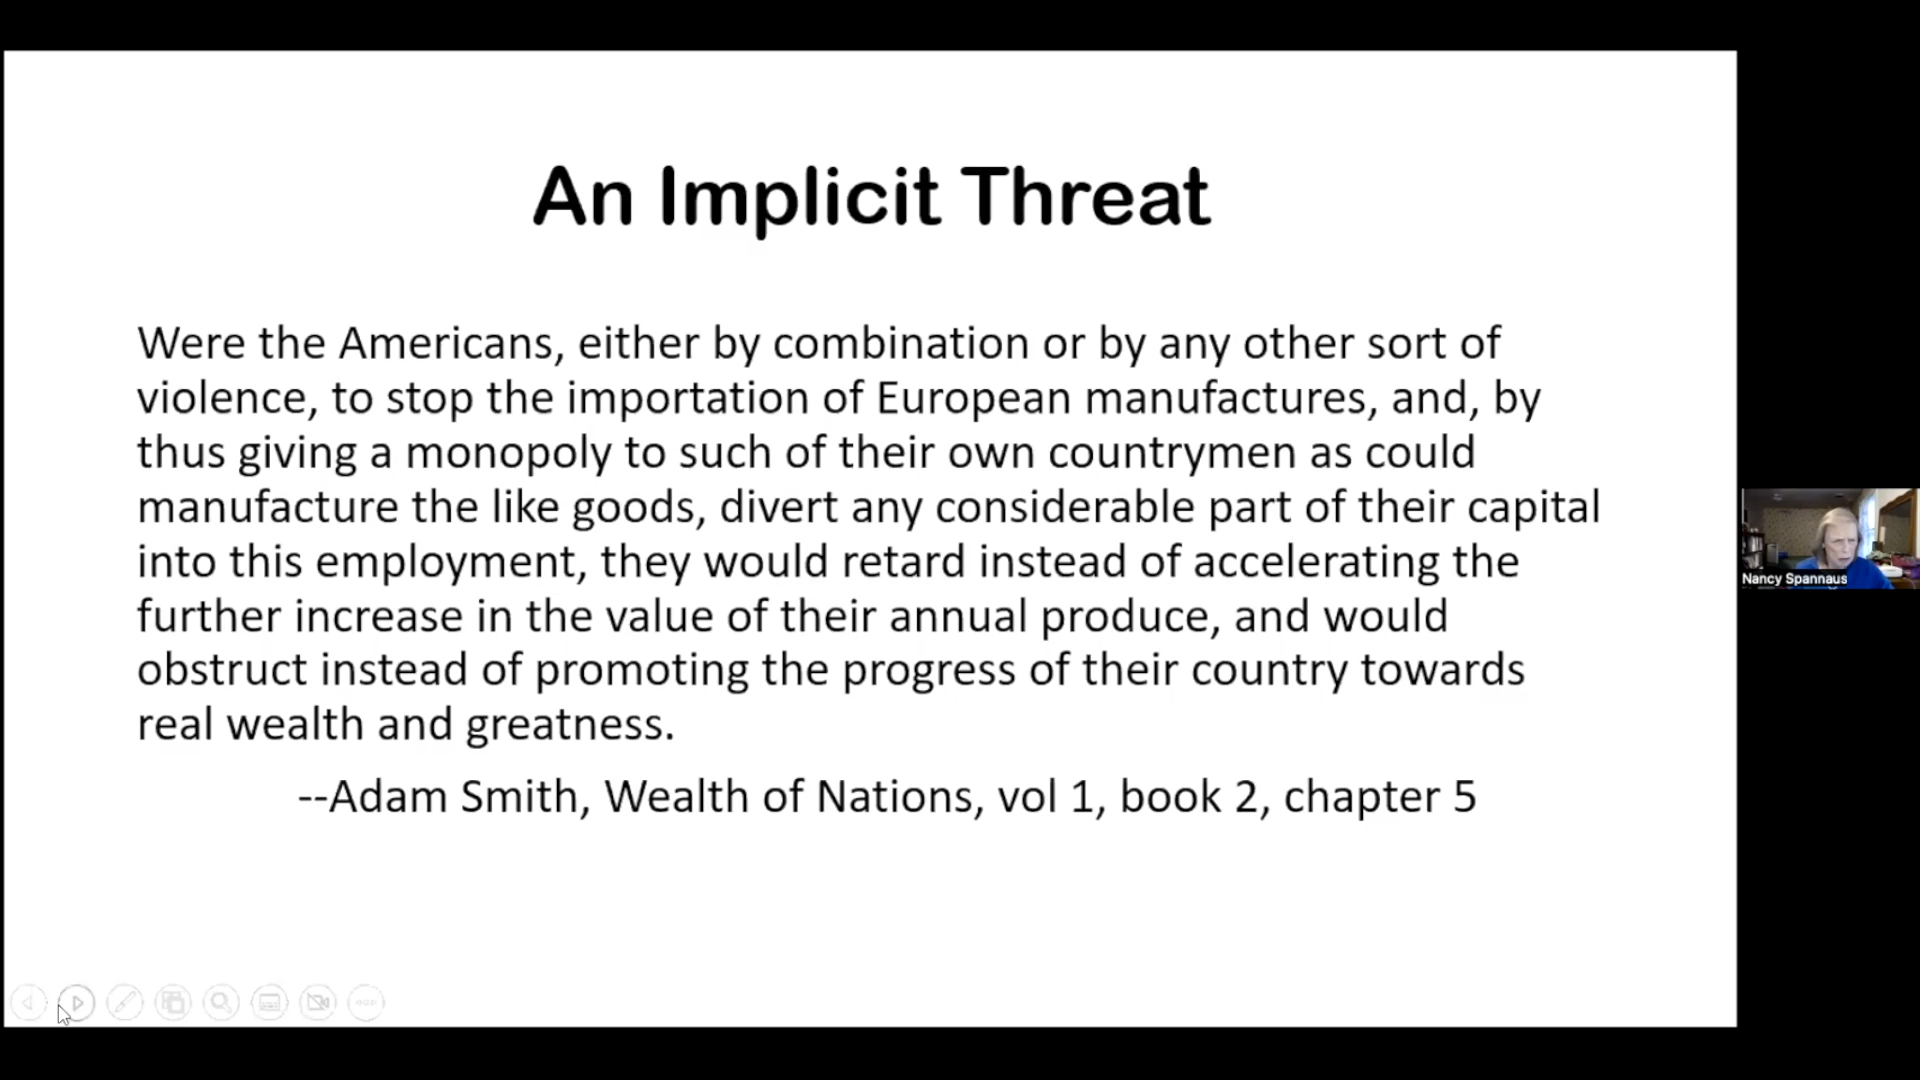 An Implicit Threat
Were the Americans, either by combination or by any other sort of
violence, to stop the importation of European manufactures, and, by
thus giving a monopoly to such of their own countrymen as could
manufacture the like goods, divert any considerable part of their capital
into this employment, they would retard instead of accelerating the
further increase in the value of their annual produce, and would
obstruct instead of promoting the progress of their country towards
real wealth and greatness.
--Adam Smith, Wealth of Nations, vol 1, book 2, chapter 5
Nancy Spannaus